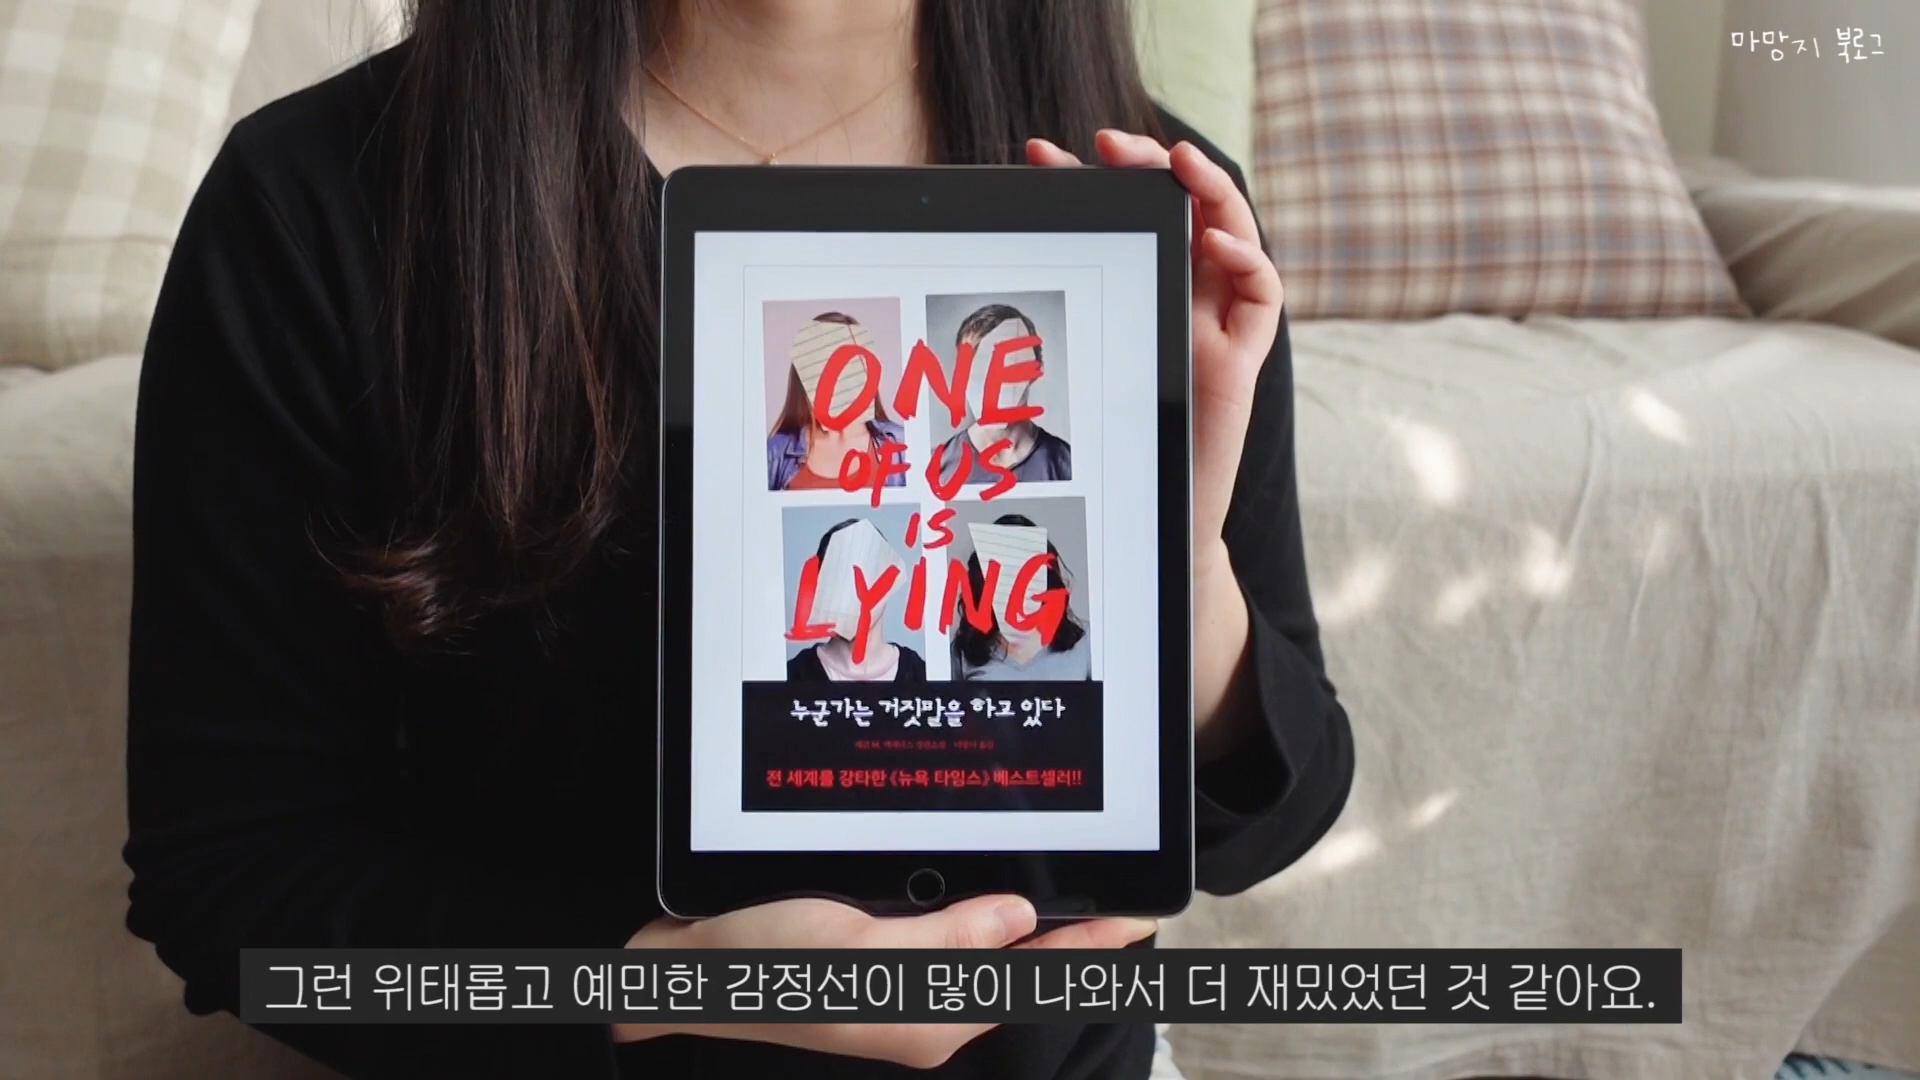 마망지 북로그
ONE
OF US
IS
LYING
누군가는 거짓말을 하고 있다
전 세계를 강타한 《뉴욕 타임스》 베스트셀러!!
그런 위태롭고 예민한 감정선이 많이 나와서 더 재밌었던 것 같아요.